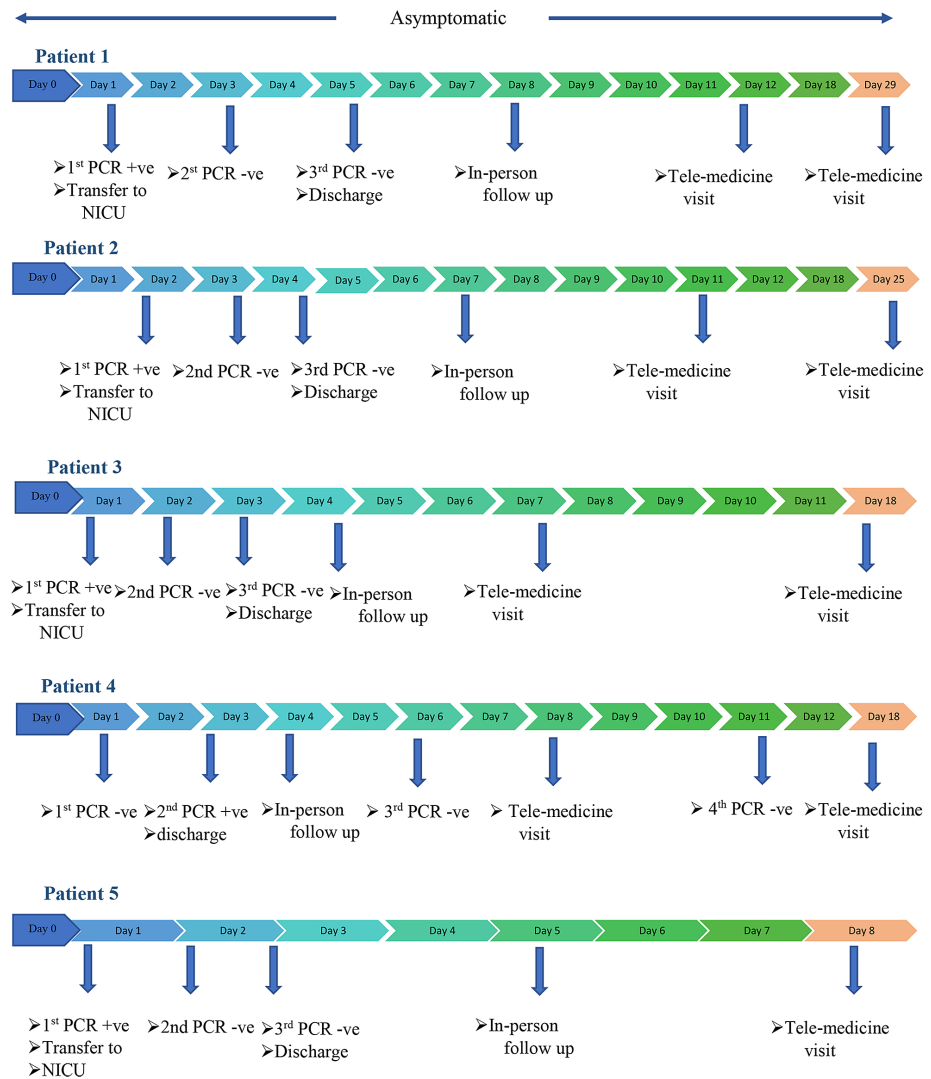 Asymptomatic
Patient 1
Day 0 Day 1 Day 2 Day 3 Day 4 Day 5 Day 6 Day 7 Day 8 Day 9 Day 10 Day 11 Day 12 Day 18 Day 29
➢1st PCR +ve ➢2st PCR -ve ➢3rd PCR -ve ➢In-person ➢Tele-medicine ➢Tele-medicine
➢Transfer to ➢Discharge follow up visit visit
NICU
Patient 2
Day 0 Day 1 Day 2 Day 3 Day 4 Day 5 Day 6 Day 7 Day 8 Day 9 Day 10 Day 11 Day 12 Day 18 Day 25
➢1st PCR +ve ➢2nd PCR -ve ➢3rd PCR -ve ➢In-person ➢Tele-medicine ➢Tele-medicine
➢Transfer to ➢Discharge follow up visit visit
NICU
Patient 3
Day 0 Day 1 Day 2 Day 3 Day 4 Day 5 Day 6 Day 7 Day 8 Day 9 Day 10 Day 11 Day 18
➢1st PCR +ve ➢2nd PCR -ve ➢3rd PCR -ve ➢In-person ➢Tele-medicine ➢Tele-medicine
➢Transfer to ➢Discharge follow up visit visit
NICU
Patient 4
Day 0 Day 1 Day 2 Day 3 Day 4 Day 5 Day 6 Day 7 Day 8 Day 9 Day 10 Day 11 Day 12 Day 18
➢1st PCR -ve ➢2nd PCR +ve ➢In-person ➢ 3rd PCR -ve ➢ Tele-medicine ➢ 4th PCR -ve ➢Tele-medicine
➢discharge follow up visit visit
Patient 5
Day 0 Day 1 Day 2 Day 3 Day 4 Day 5 Day 6 Day 7 Day 8
➢1st PCR +ve ➢2nd PCR -ve ➢3rd PCR -ve ➢In-person ➢Tele-medicine
➢Transfer to ➢Discharge follow up visit
➢NICU